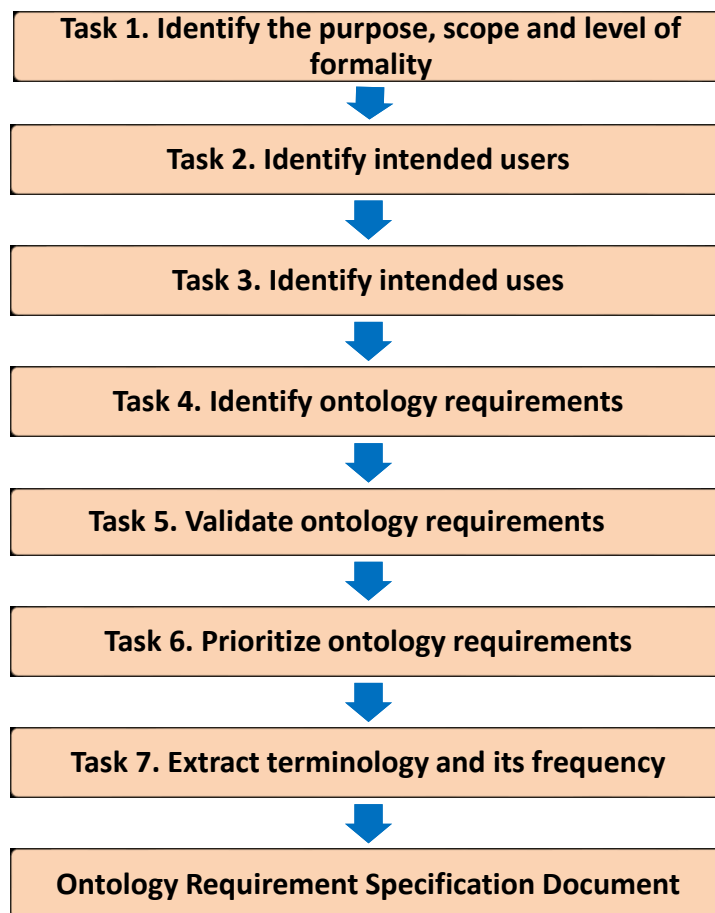 Task 1. Identify the purpose, scope and level of
formality
Task 2. Identify intended users
Task 3. Identify intended uses
Task 4. Identify ontology requirements
Task 5. Validate ontology requirements
Task 6. Prioritize ontology requirements
Task 7. Extract terminology and its frequency
Ontology Requirement Specification Document